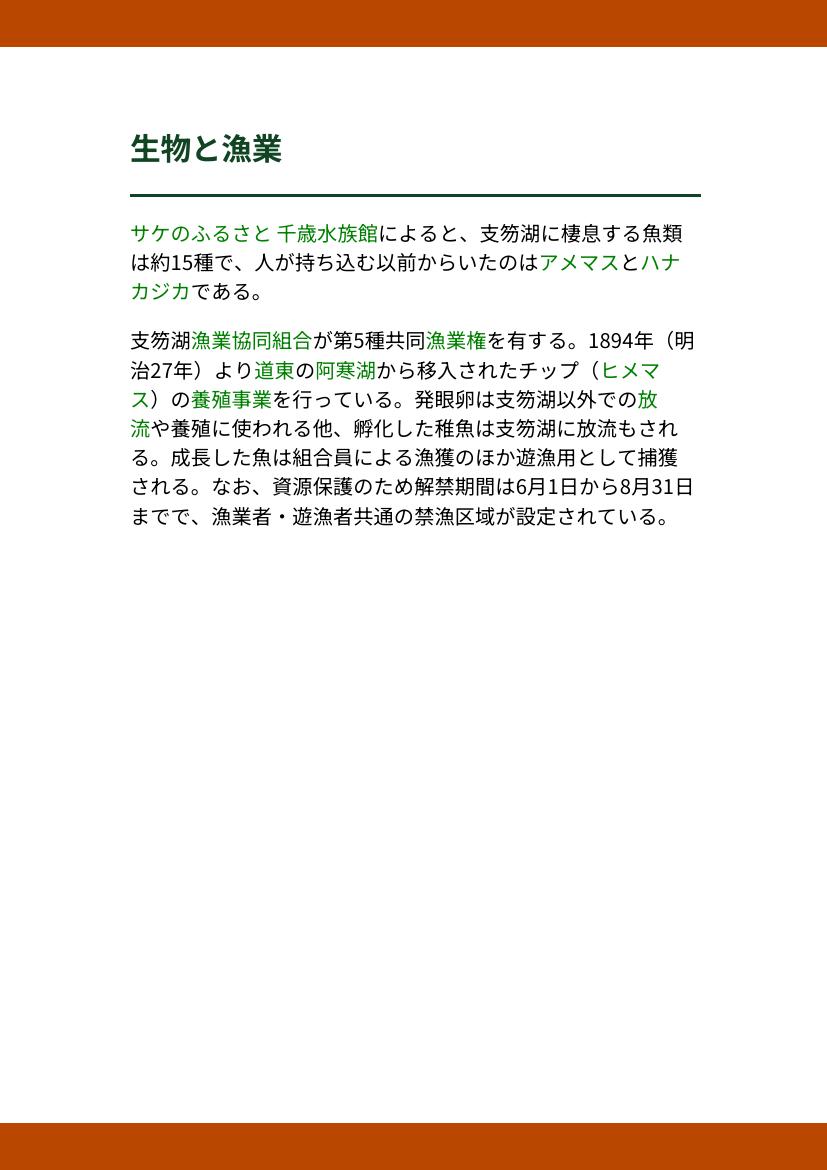 生物と漁業
サケのふるさと 千歳水族館によると、支笏湖に棲息する魚類
は約15種で、人が持ち込む以前からいたのはアメマスとハナ
カジカである。
支笏湖漁業協同組合が第5種共同漁業権を有する。1894年（明
治27年）より道東の阿寒湖から移入されたチップ（ヒメマ
ス）の養殖事業を行っている。発眼卵は支笏湖以外での放
流や養殖に使われる他、孵化した稚魚は支笏湖に放流もされ
る。成長した魚は組合員による漁獲のほか遊漁用として捕獲
される。なお、資源保護のため解禁期間は6月1日から8月31日
までで、漁業者・遊漁者共通の禁漁区域が設定されている。